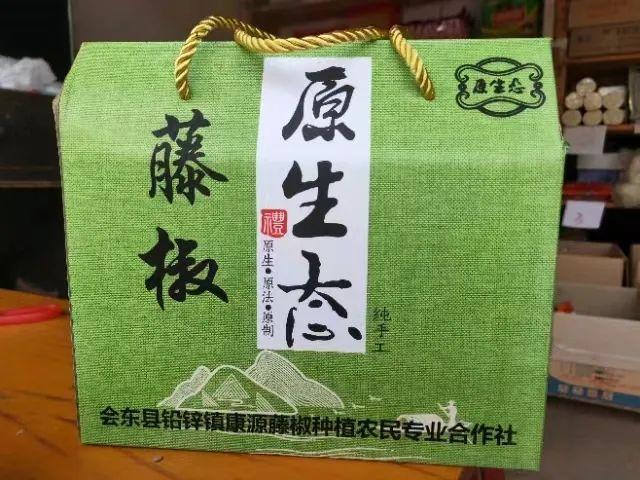 藤椒
原生态
禮
原生·原法·原制
纯手工
原生态
会东县铅锌镇康源藤椒种植农民专业合作社
3